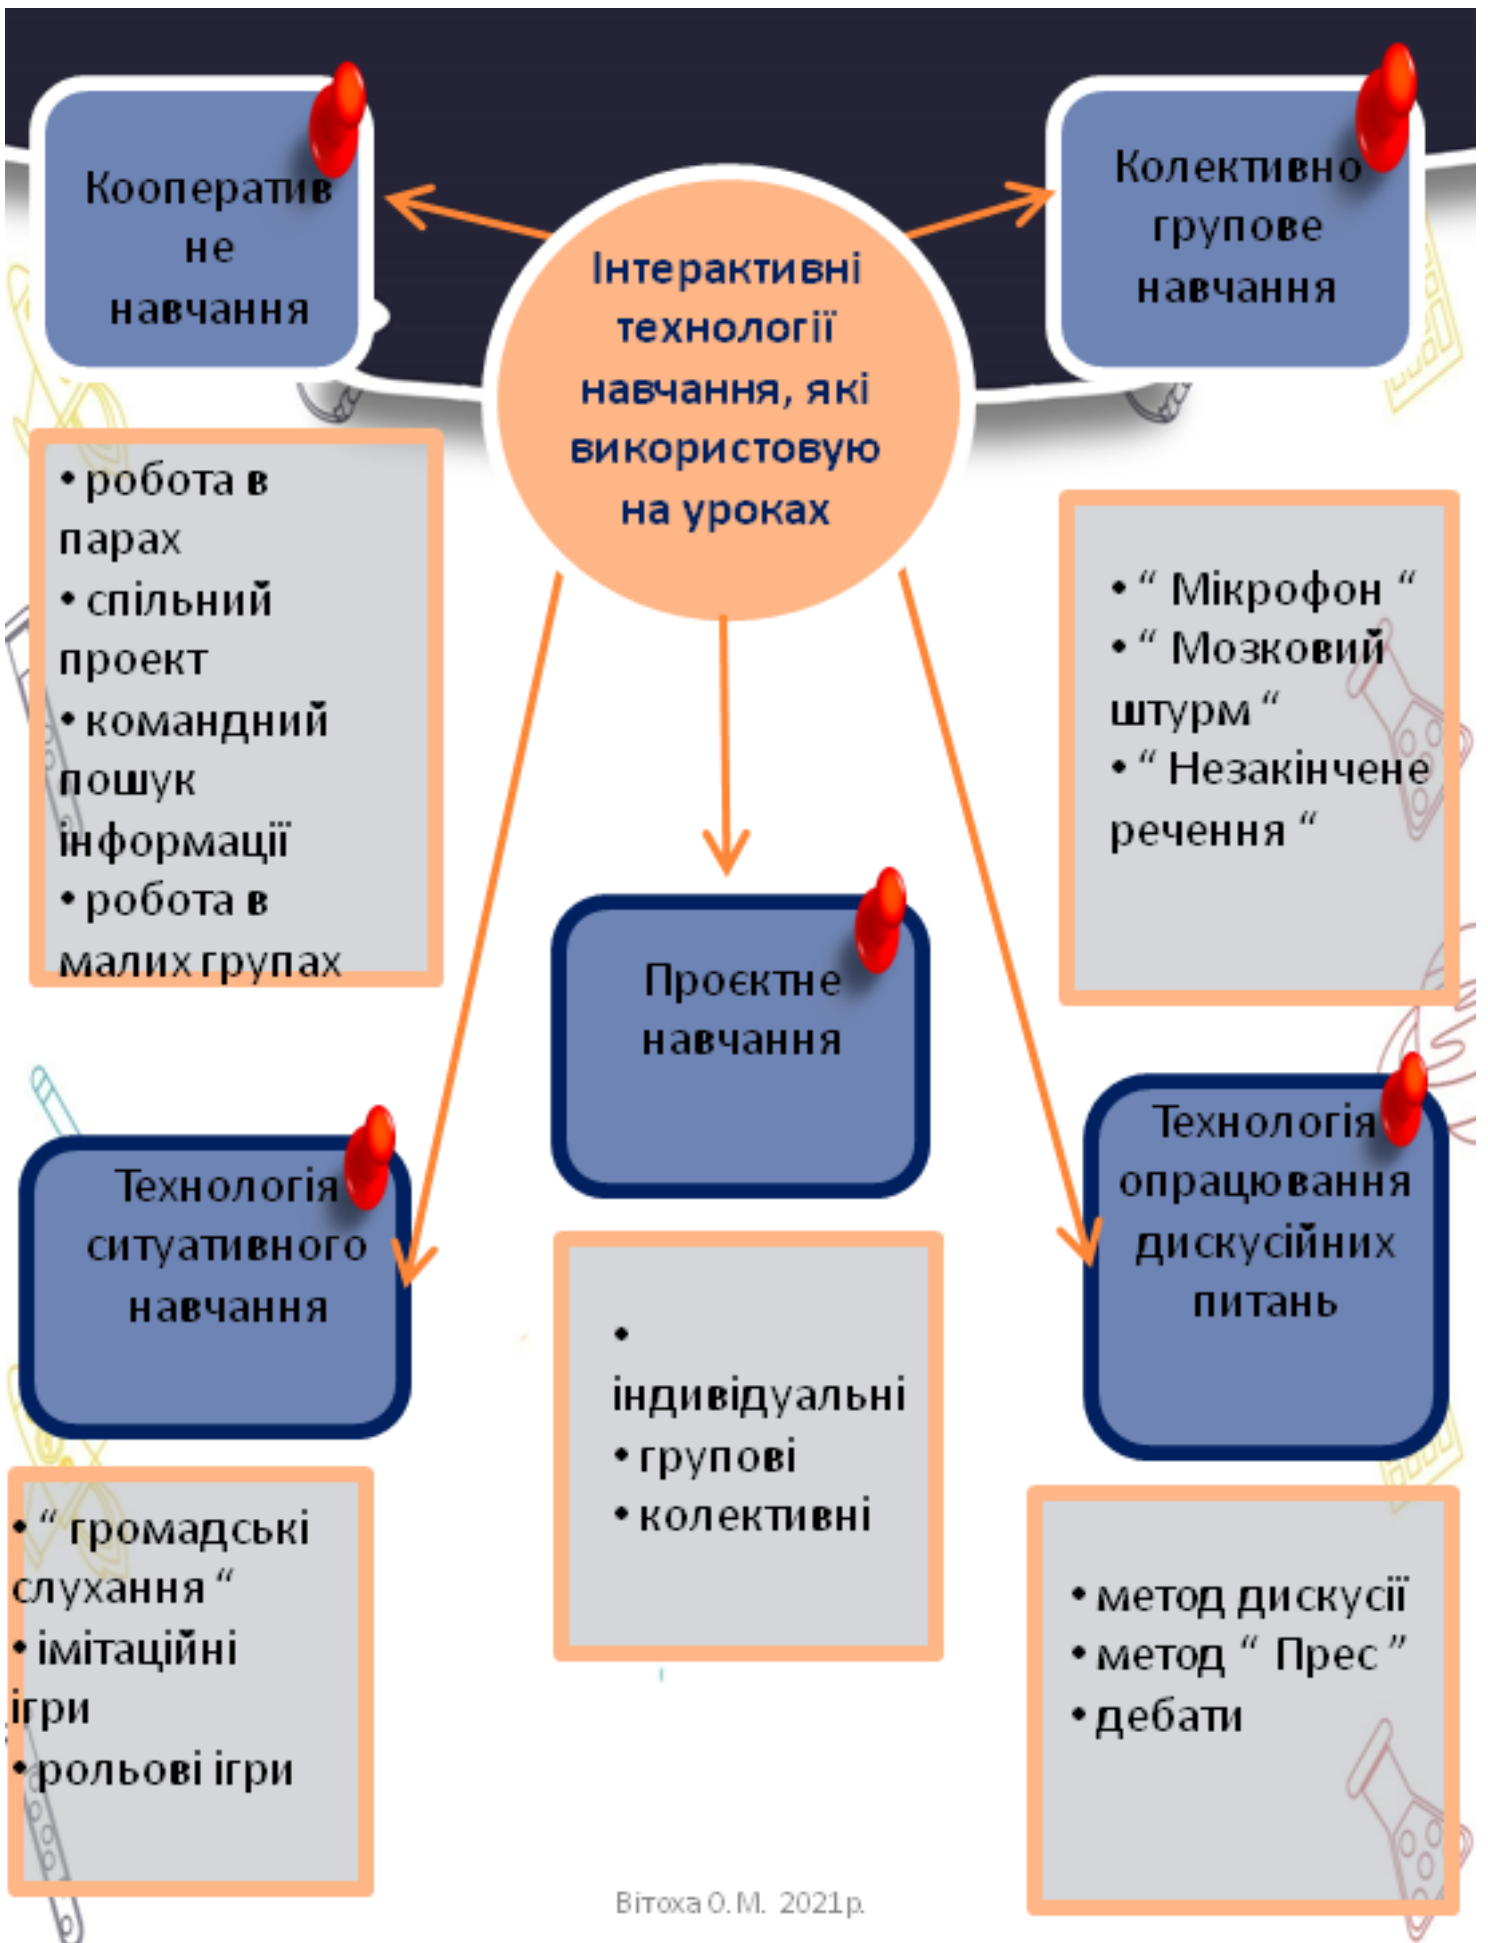 Кооператив
не
навчання
Колективно
групове
навчання
Інтерактивні
технології
навчання, які
використовую
на уроках
• робота в
парах
• спільний
проект
• командний
пошук
інформації
• робота в
малих групах
• “ Мікрофон “
• “ Мозковий
штурм “
• “ Незакінчене
речення “
Проєктне
навчання
Технологія
ситуативного
навчання
Технологія
опрацювання
дискусійних
питань
•
індивідуальні
• групові
• колективні
• “ громадські
слухання “
• імітаційні
ігри
• рольові ігри
• метод дискусії
• метод “ Прес ”
• дебати
Вітоха О.М. 2021р.